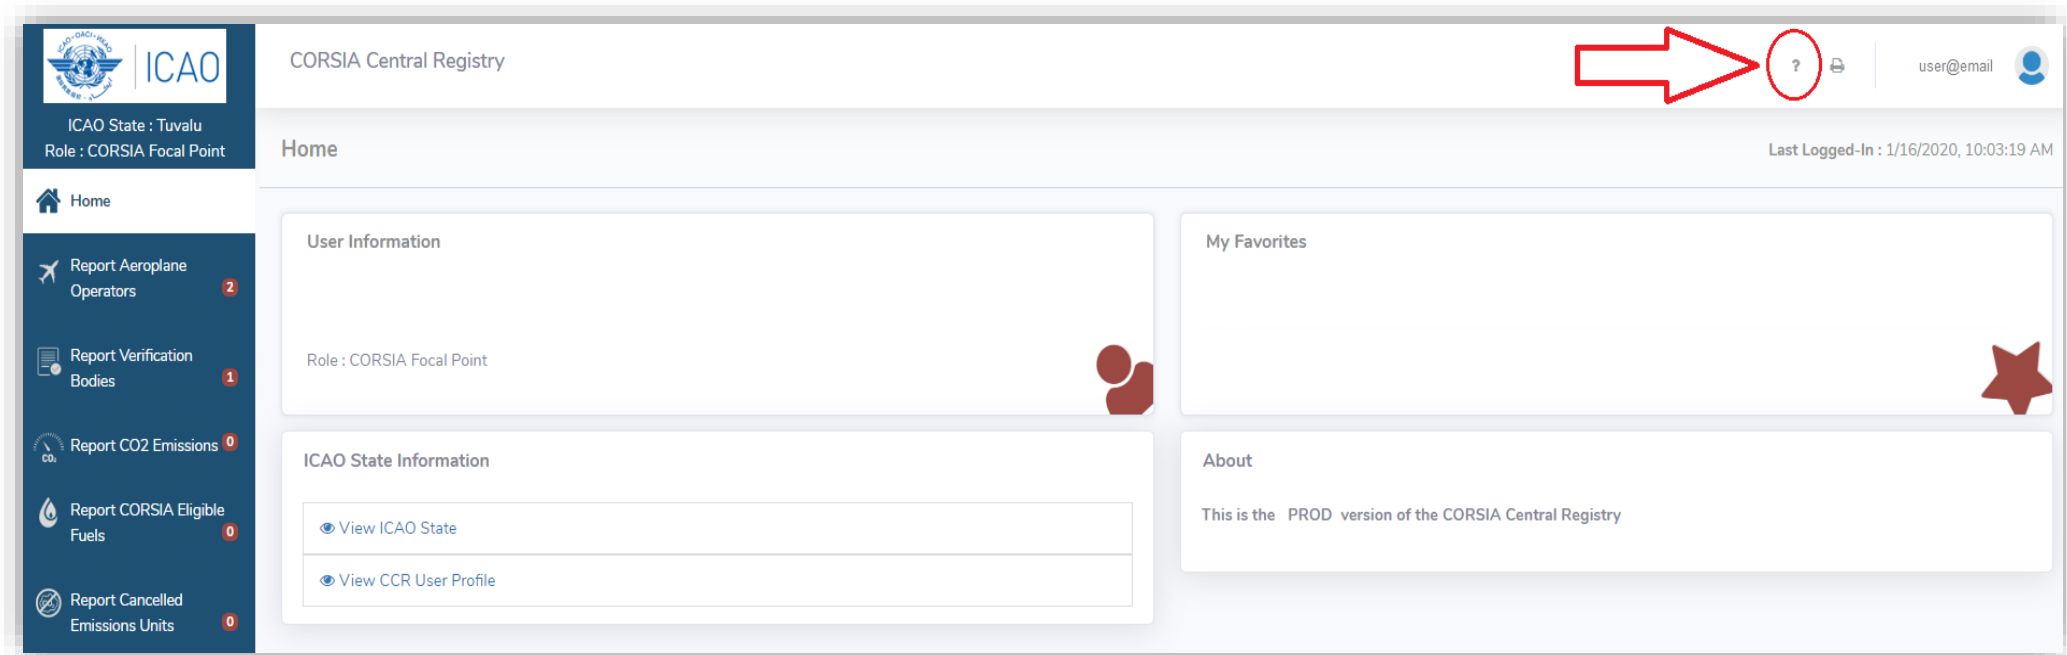 ICAO · OACI · ИКАО
ICAO
ICAO State : Tuvalu
Role : CORSIA Focal Point
Home
Report Aeroplane
Operators
2
Report Verification
Bodies
1
CO₂
Report CO2 Emissions 0
Report CORSIA Eligible
Fuels
0
Report Cancelled
Emissions Units
0
CORSIA Central Registry
?
user@email
Home
Last Logged-In : 1/16/2020, 10:03:19 AM
User Information
Role : CORSIA Focal Point
My Favorites
ICAO State Information
View ICAO State
View CCR User Profile
About
This is the PROD version of the CORSIA Central Registry